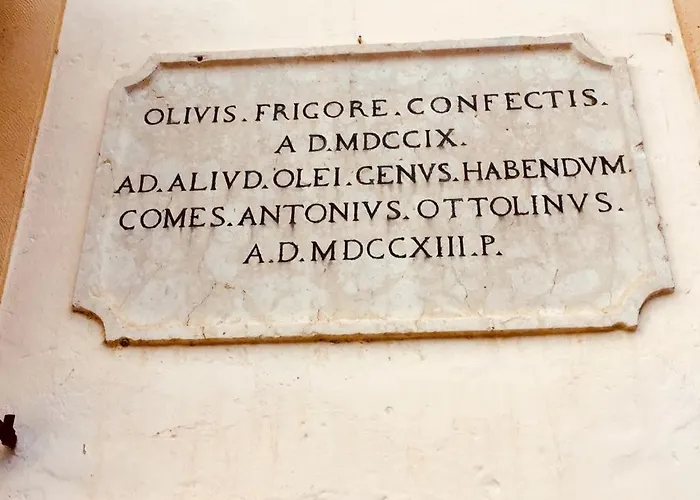 OLIVIS. FRIGORE. CONFECTIS.
A D. MDCCIX.
AD. ALIVD. OLEI. GENVS. HABENDVM.
COMES. ANTONIVS. OTTOLINVS.
A. D. MDCCXIII. P.